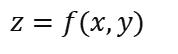 z = f(x, y)